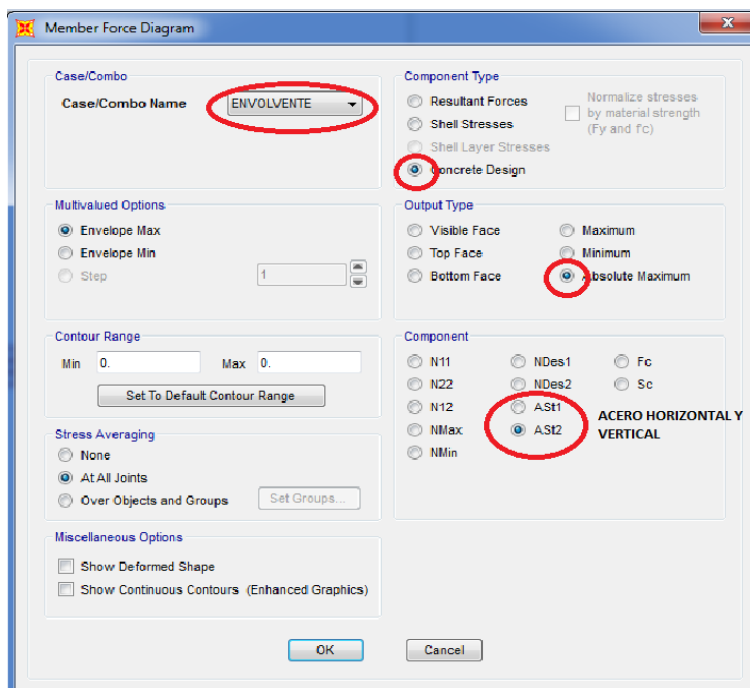 Member Force Diagram
Case/Combo
Case/Combo Name ENVOLVENTE
Multivalued Options
Envelope Max
Envelope Min
Step 1
Contour Range
Min 0. Max 0.
Set To Default Contour Range
Stress Averaging
None
At All Joints
Over Objects and Groups Set Groups...
Miscellaneous Options
Show Deformed Shape
Show Continuous Contours (Enhanced Graphics)
Component Type
Resultant Forces
Shell Stresses
Shell Layer Stresses
Concrete Design
Normalize stresses
by material strength
(Fy and f'c)
Output Type
Visible Face Maximum
Top Face Minimum
Bottom Face Absolute Maximum
Component
N11 NDes1 Fc
N22 NDes2 Sc
N12 ASt1
NMax ASt2
NMin
ACERO HORIZONTAL Y
VERTICAL
OK Cancel